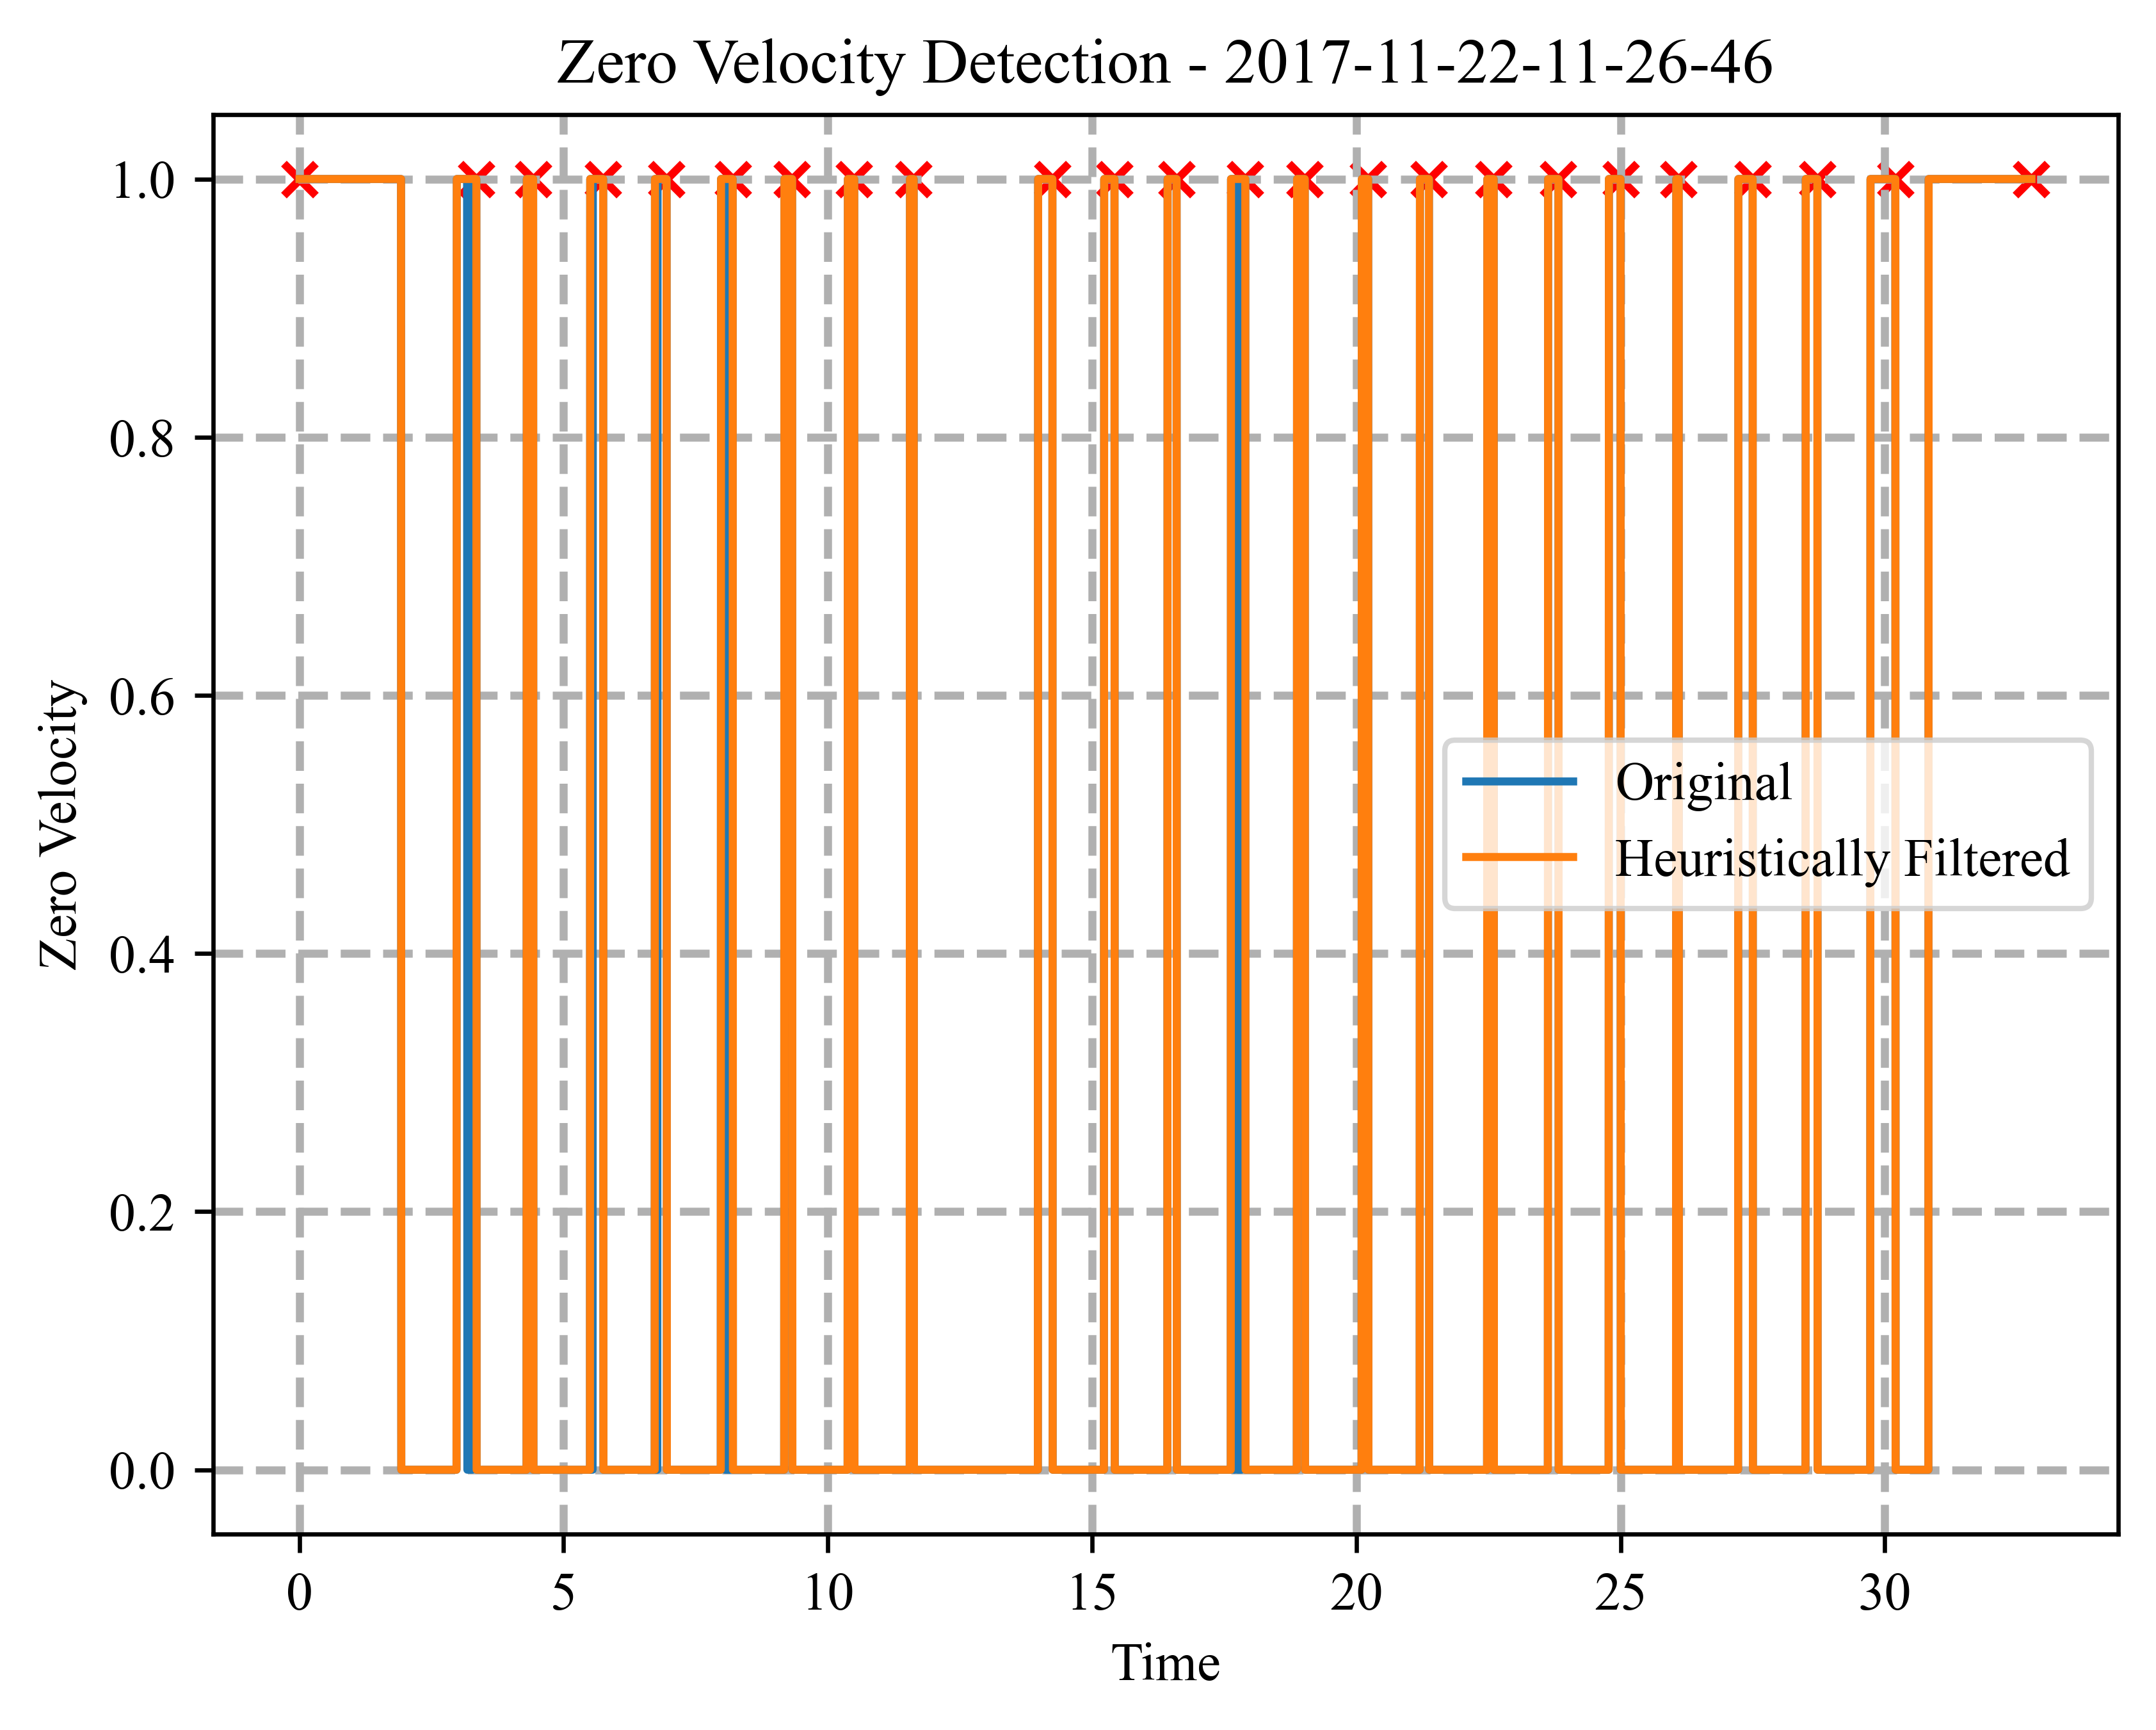 Zero Velocity Detection - 2017-11-22-11-26-46
1.0
0.8
0.6
0.4
0.2
0.0
Zero Velocity
Original
Heuristically Filtered
0 5 10 15 20 25 30
Time